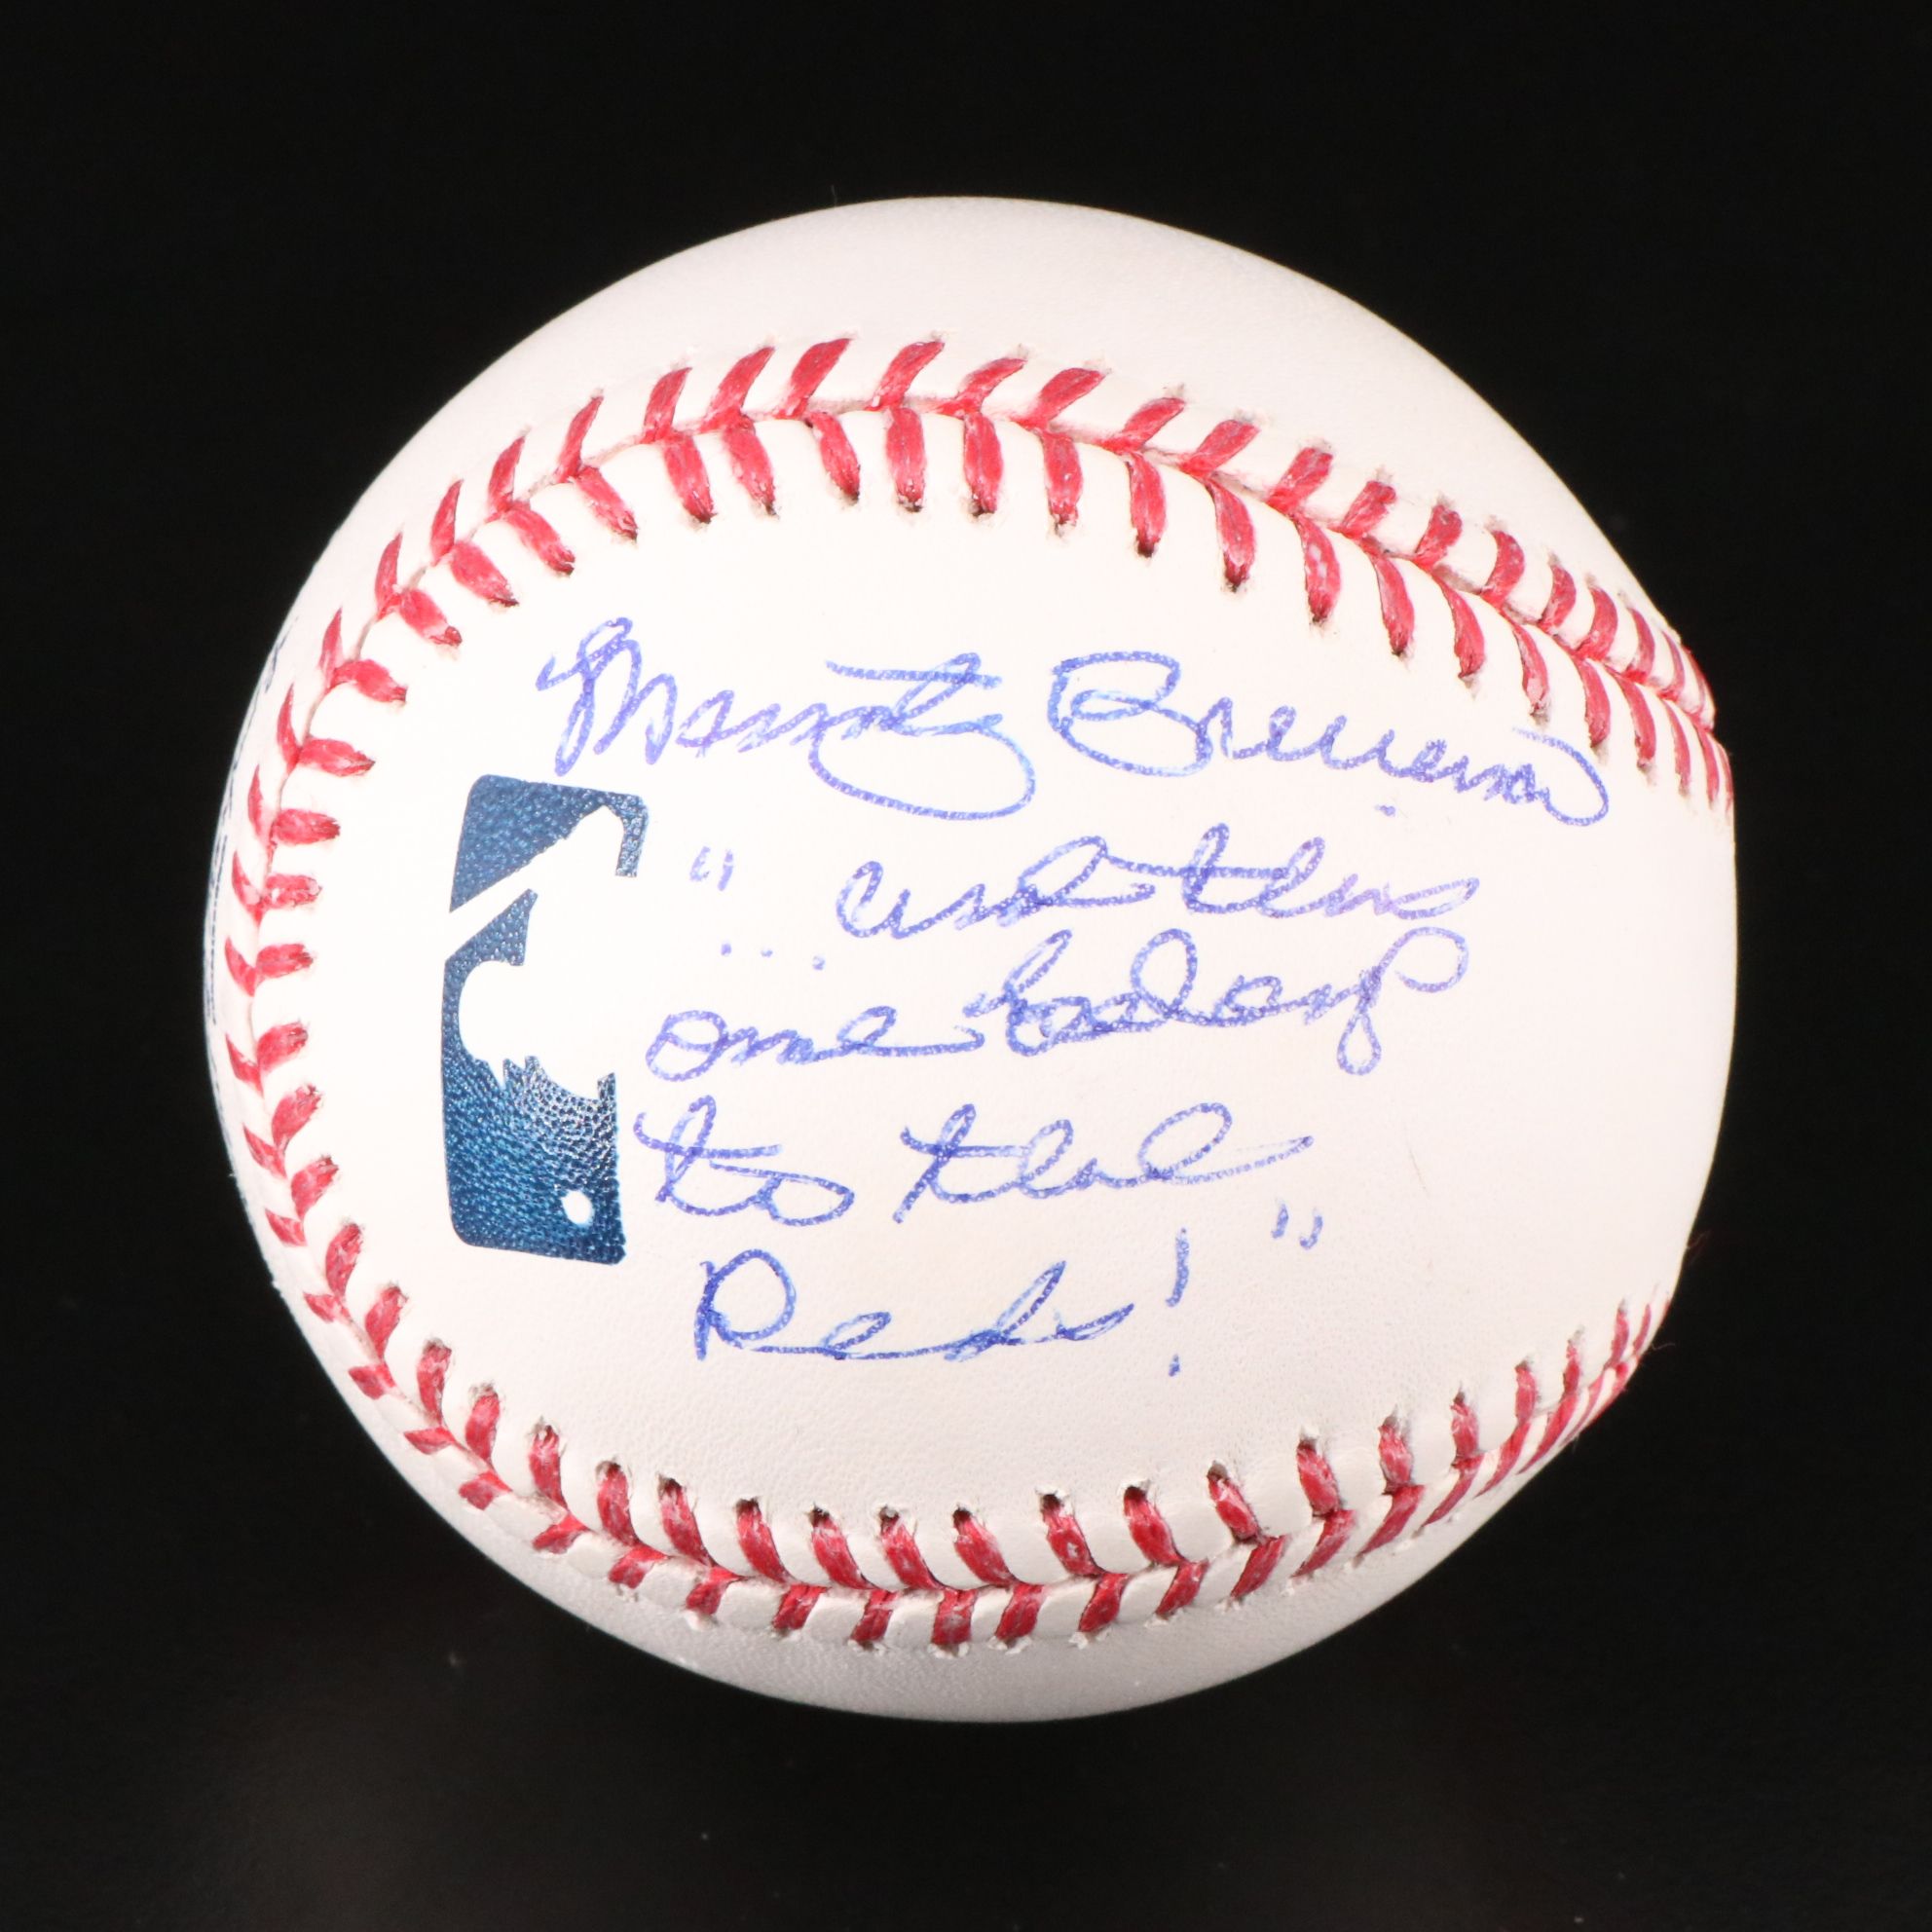 Marty Brennaman
"...and this
one belongs
to the
Reds!"